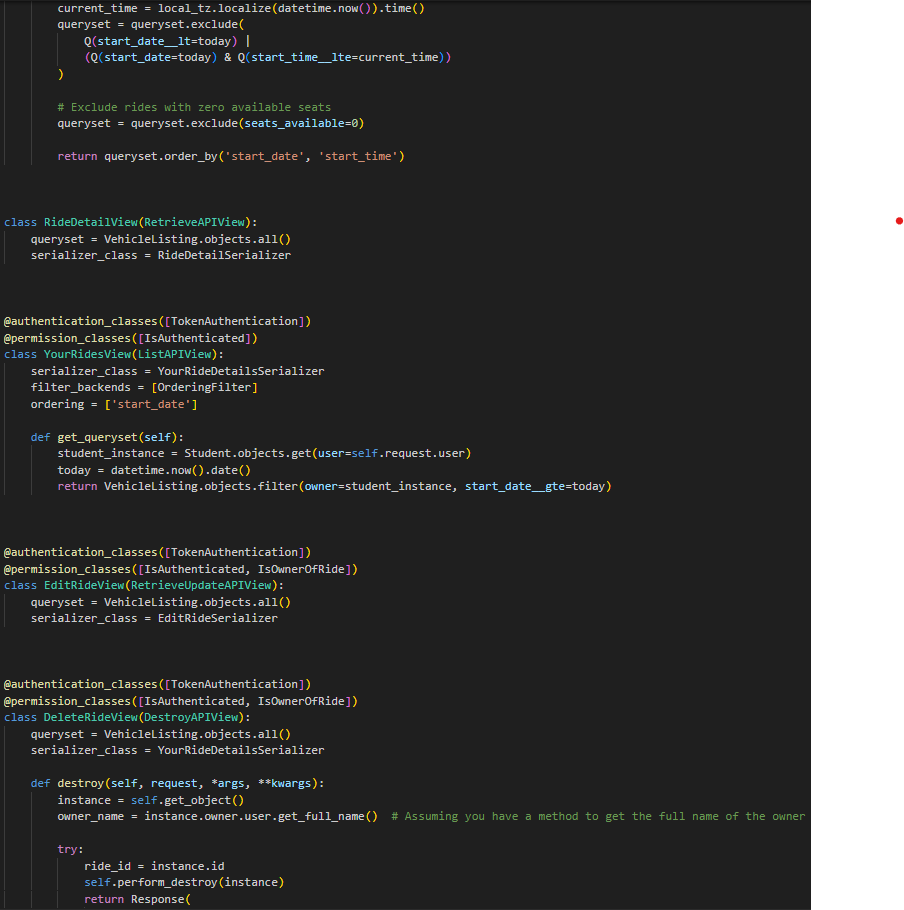 current_time = local_tz.localize(datetime.now()).time()
queryset = queryset.exclude(
Q(start_date__lt=today) |
(Q(start_date=today) & Q(start_time__lte=current_time))
)
# Exclude rides with zero available seats
queryset = queryset.exclude(seats_available=0)
return queryset.order_by('start_date', 'start_time')
class RideDetailView(RetrieveAPIView):
queryset = VehicleListing.objects.all()
serializer_class = RideDetailSerializer
@authentication_classes([TokenAuthentication])
@permission_classes([IsAuthenticated])
class YourRidesView(ListAPIView):
serializer_class = YourRideDetailsSerializer
filter_backends = [OrderingFilter]
ordering = ['start_date']
def get_queryset(self):
student_instance = Student.objects.get(user=self.request.user)
today = datetime.now().date()
return VehicleListing.objects.filter(owner=student_instance, start_date__gte=today)
@authentication_classes([TokenAuthentication])
@permission_classes([IsAuthenticated, IsOwnerOfRide])
class EditRideView(RetrieveUpdateAPIView):
queryset = VehicleListing.objects.all()
serializer_class = EditRideSerializer
@authentication_classes([TokenAuthentication])
@permission_classes([IsAuthenticated, IsOwnerOfRide])
class DeleteRideView(DestroyAPIView):
queryset = VehicleListing.objects.all()
serializer_class = YourRideDetailsSerializer
def destroy(self, request, *args, **kwargs):
instance = self.get_object()
owner_name = instance.owner.user.get_full_name()  # Assuming you have a method to get the full name of the owner
try:
ride_id = instance.id
self.perform_destroy(instance)
return Response(